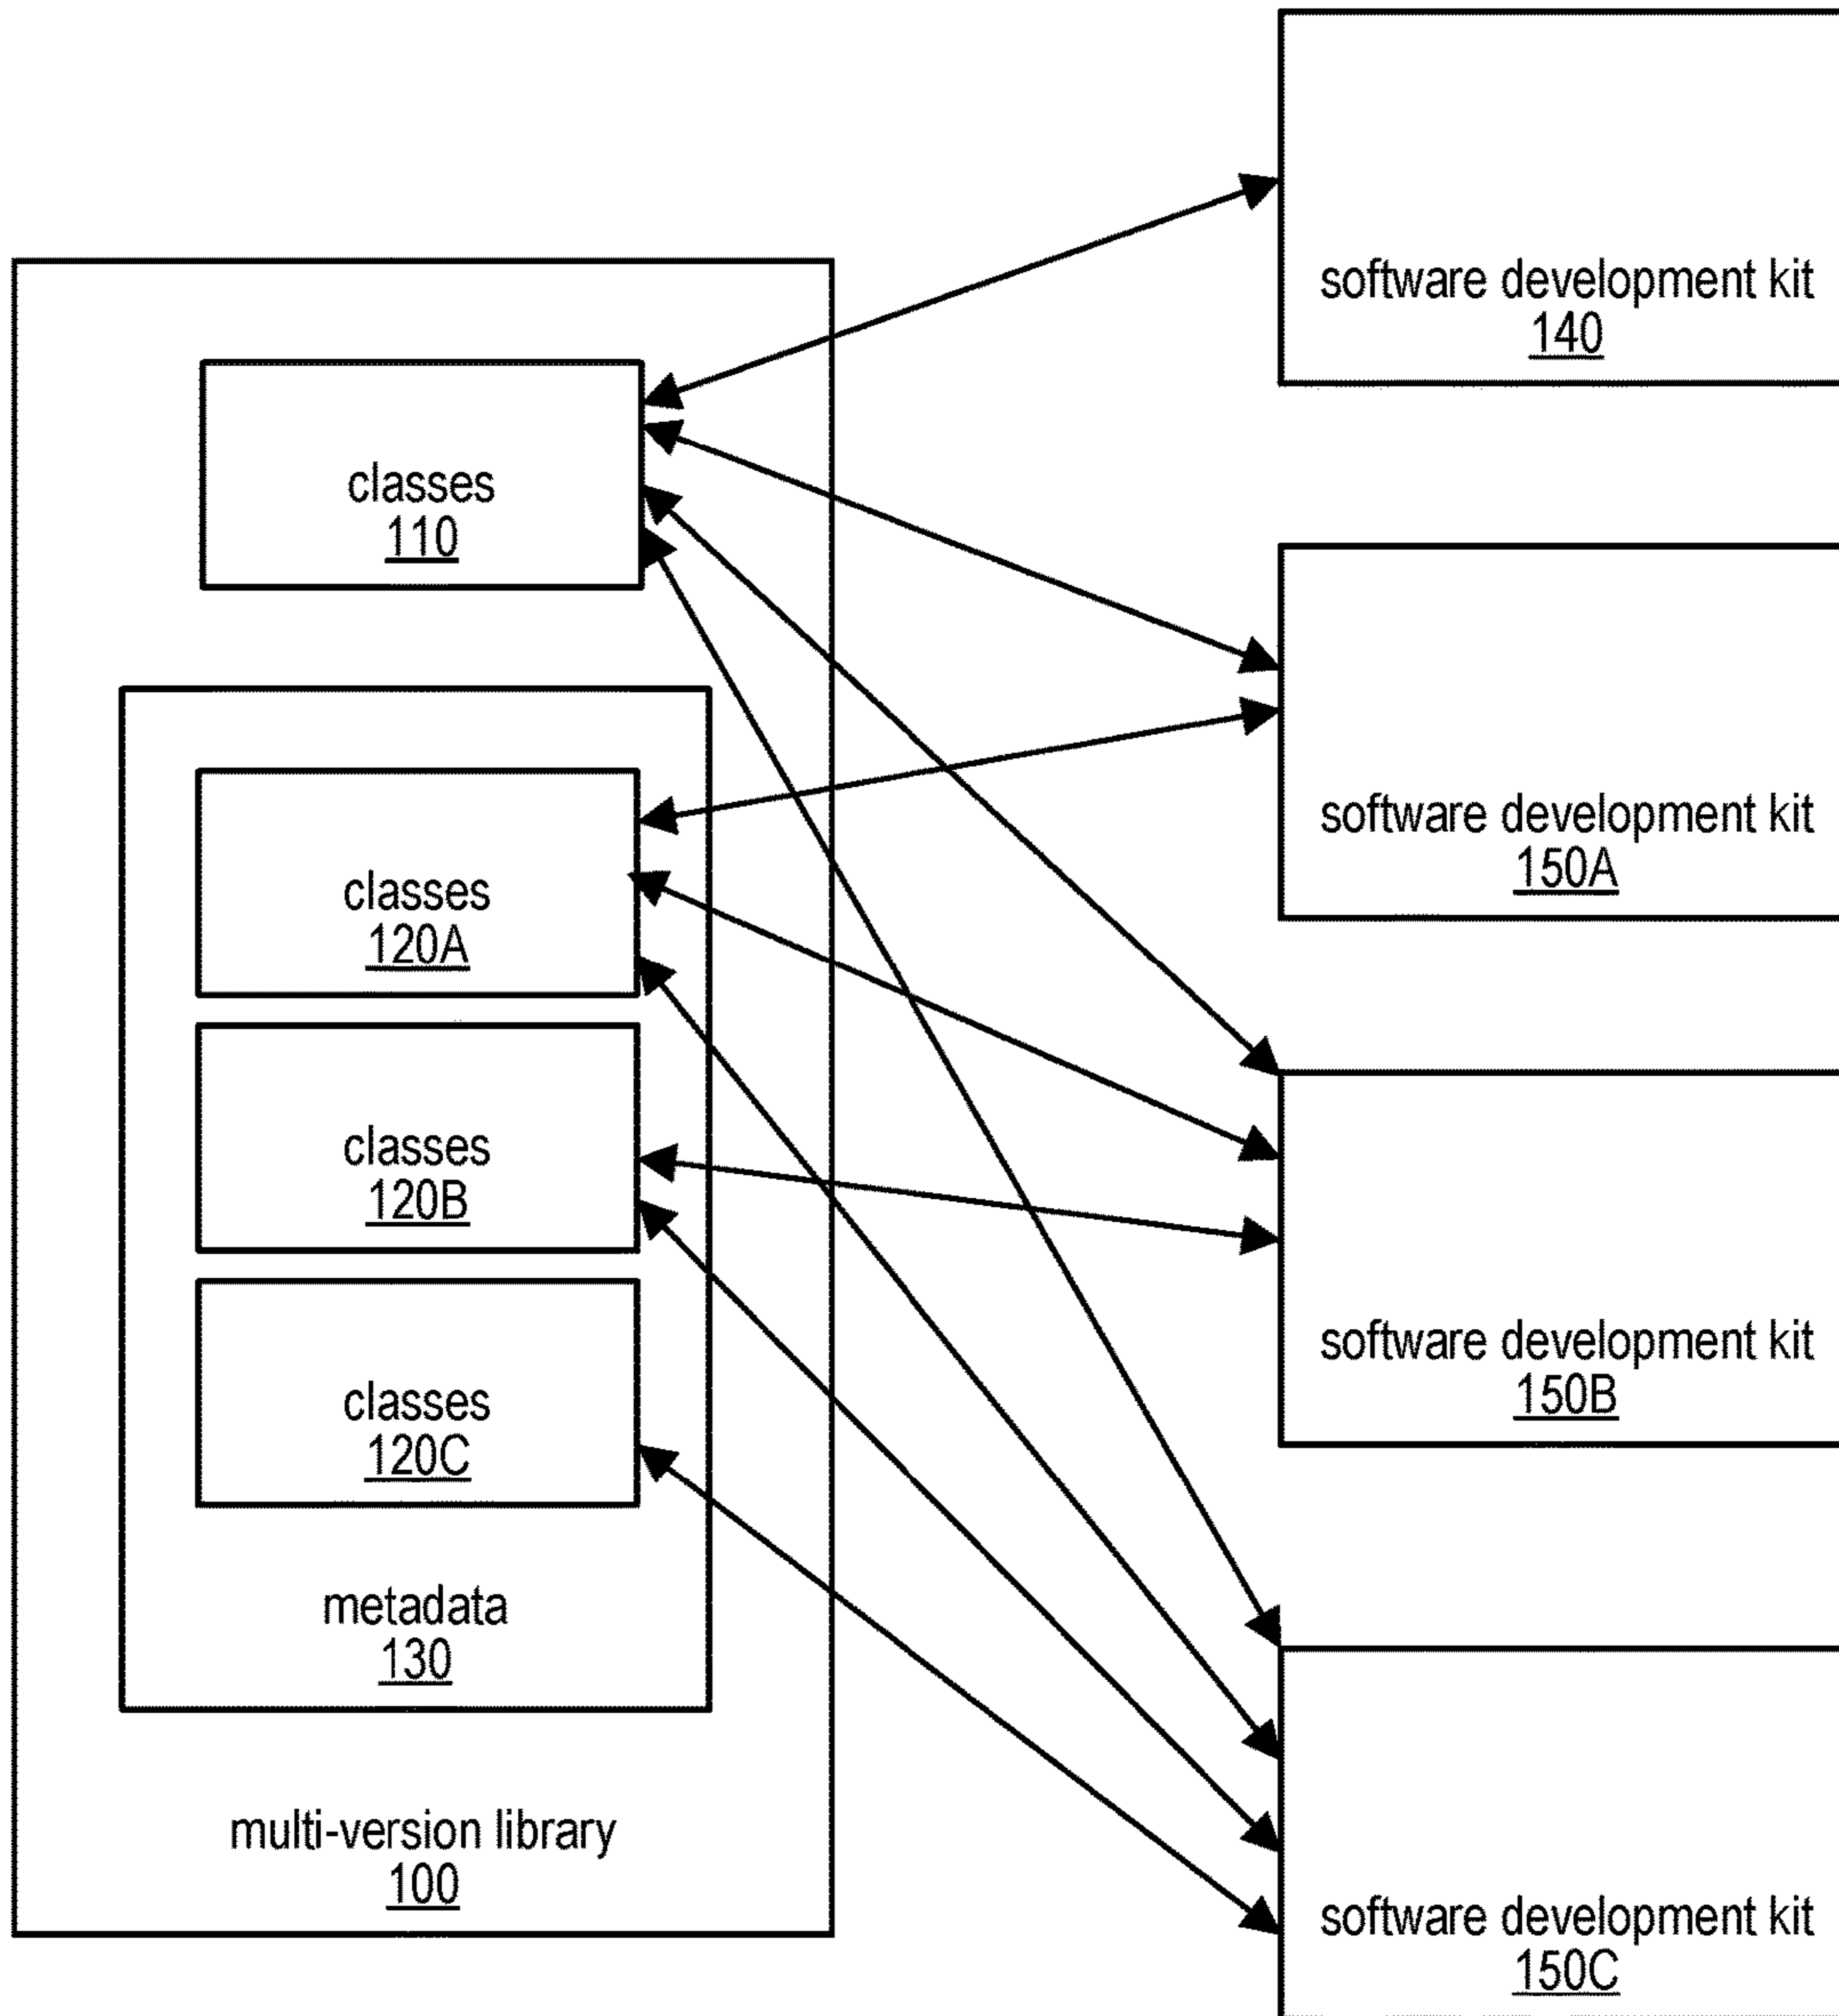 classes
110
classes
120A
classes
120B
classes
120C
metadata
130
multi-version library
100
software development kit
140
software development kit
150A
software development kit
150B
software development kit
150C